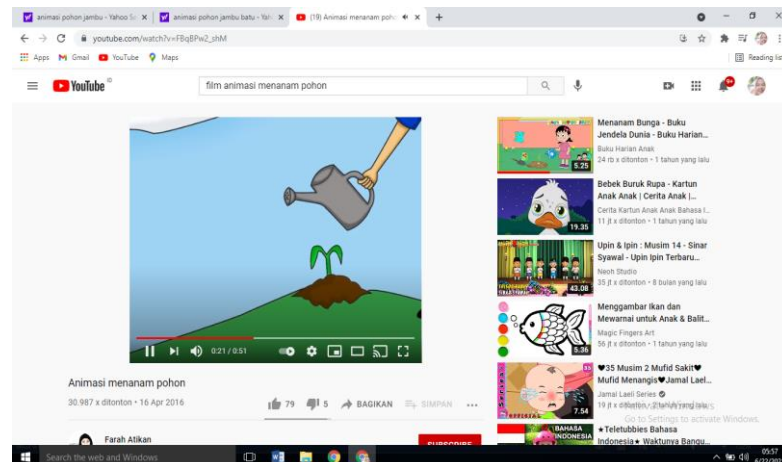 animasi pohon jambu - Yahoo
animasi pohon jambu batu - Yah
(19) Animasi menanam poh
youtube.com/watch?v=FBqBPw2_shM
Apps Gmail YouTube Maps Reading list
YouTube
film animasi menanam pohon
9+
0:21 / 0:51
Animasi menanam pohon
30.987 x ditonton • 16 Apr 2016
79 5 BAGIKAN SIMPAN
Farah Atikan
SUBSCRIBE
Menanam Bunga - Buku
Jendela Dunia - Buku Harian...
Buku Harian Anak
24 rb x ditonton • 1 tahun yang lalu
5.25
Bebek Buruk Rupa - Kartun
Anak Anak | Cerita Anak |...
Cerita Kartun Anak Anak Bahasa I...
11 jt x ditonton • 1 tahun yang lalu
19.35
Upin & Ipin : Musim 14 - Sinar
Syawal - Upin Ipin Terbaru...
Neoh Studio
35 jt x ditonton • 8 bulan yang lalu
43.08
Menggambar Ikan dan
Mewarnai untuk Anak & Balit...
Magic Fingers Art
56 jt x ditonton • 1 tahun yang lalu
5.36
♥35 Musim 2 Mufid Sakit♥
Mufid Menangis♥Jamal Lael...
Jamal Laeli Series
19 jt x ditonton
7.54
Go to Settings to activate Windows.
★Teletubbies Bahasa
Indonesia★ Waktunya Bangu...
BAHASA
INDONESIA
Search the web and Windows
05:57